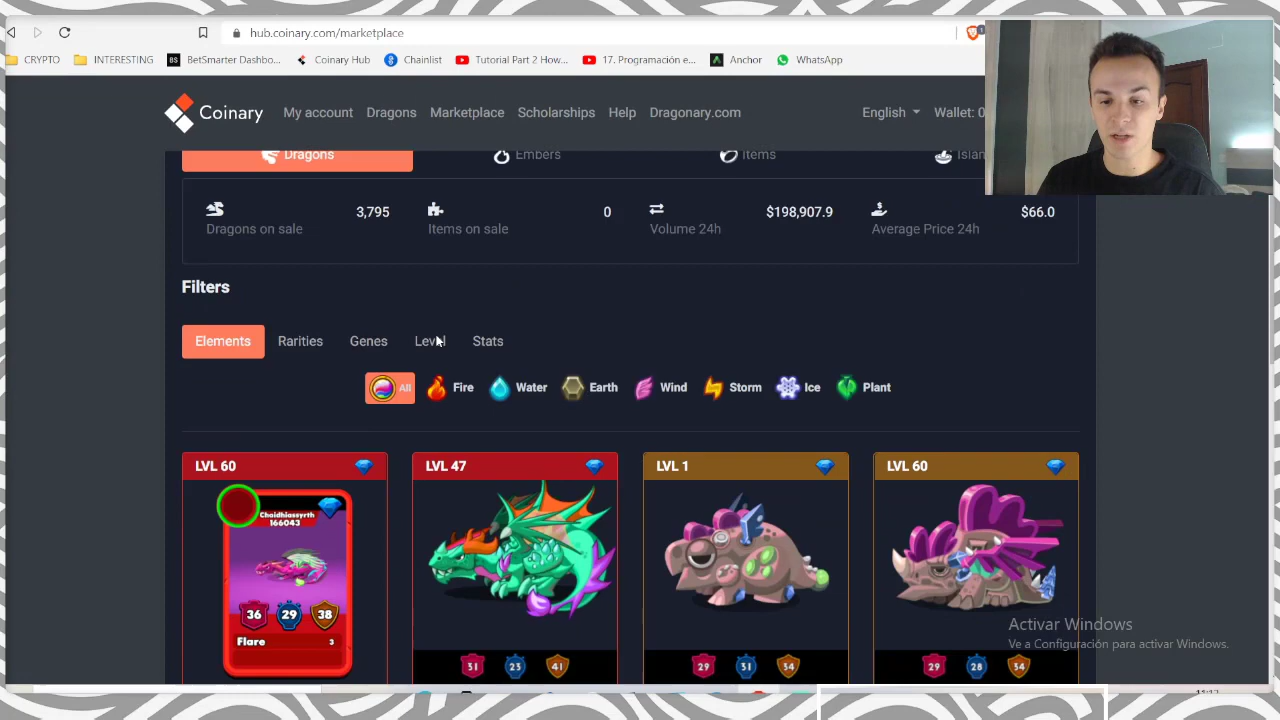 hub.coinary.com/marketplace
CRYPTO INTERESTING BetSmarter Dashbo... Coinary Hub Chainlist Tutorial Part 2 How... 17. Programación e... Anchor WhatsApp
Coinary My account Dragons Marketplace Scholarships Help Dragonary.com English Wallet: 0
Dragons Embers Items
3,795 0 $198,907.9 $66.0
Dragons on sale Items on sale Volume 24h Average Price 24h
Filters
Elements Rarities Genes Level Stats
All Fire Water Earth Wind Storm Ice Plant
LVL 60 LVL 47 LVL 1 LVL 60
166043
36 29 38
Flare 3
31 23 41 29 31 34 29 28 34
Activar Windows
Ve a Configuración para activar Windows.